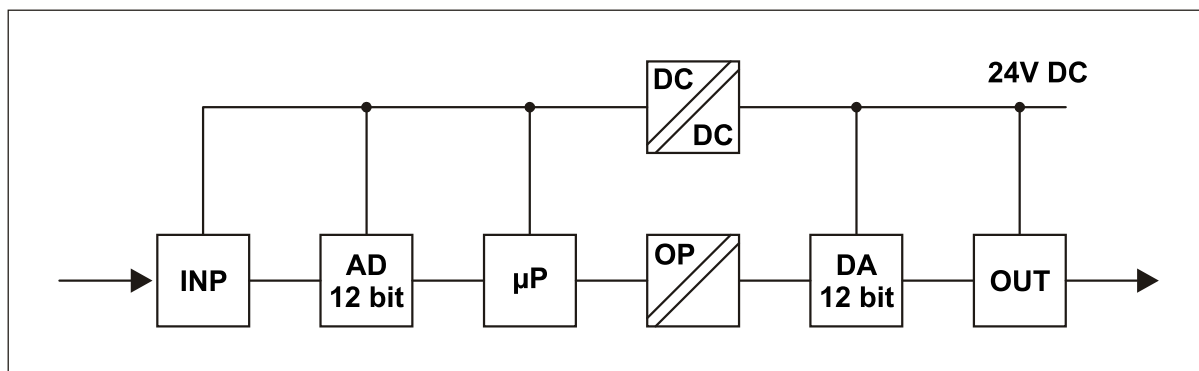 DC
DC
24V DC
INP
AD
12 bit
µP
OP
DA
12 bit
OUT